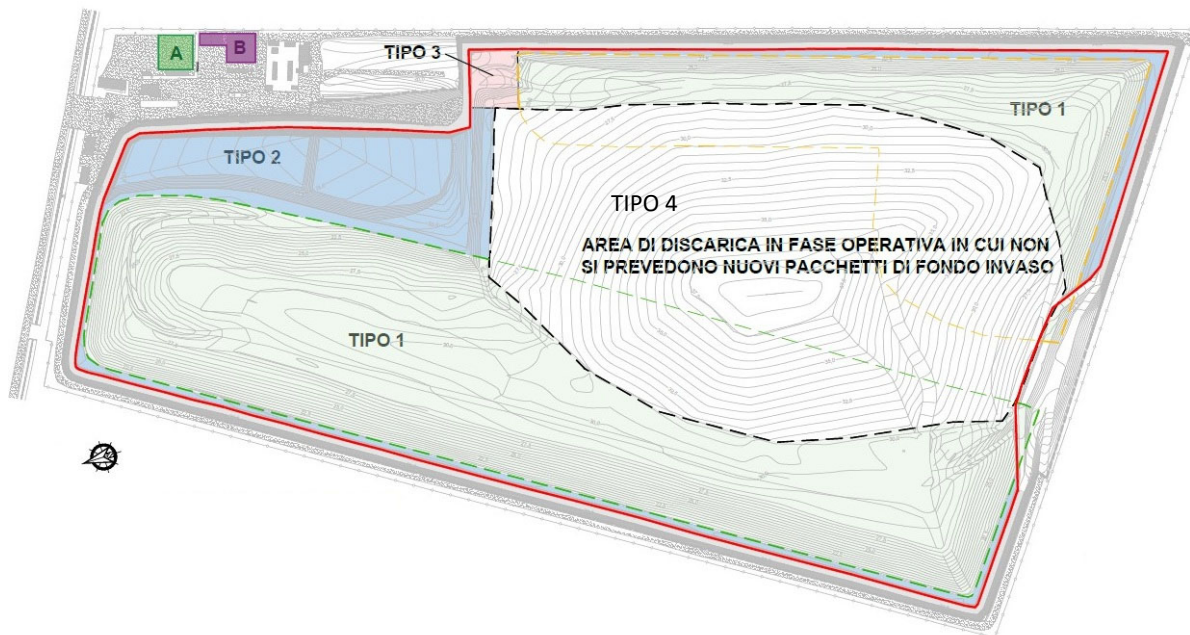 A
B
TIPO 3
TIPO 1
TIPO 2
TIPO 4
AREA DI DISCARICA IN FASE OPERATIVA IN CUI NON
SI PREVEDONO NUOVI PACCHETTI DI FONDO INVASO
TIPO 1